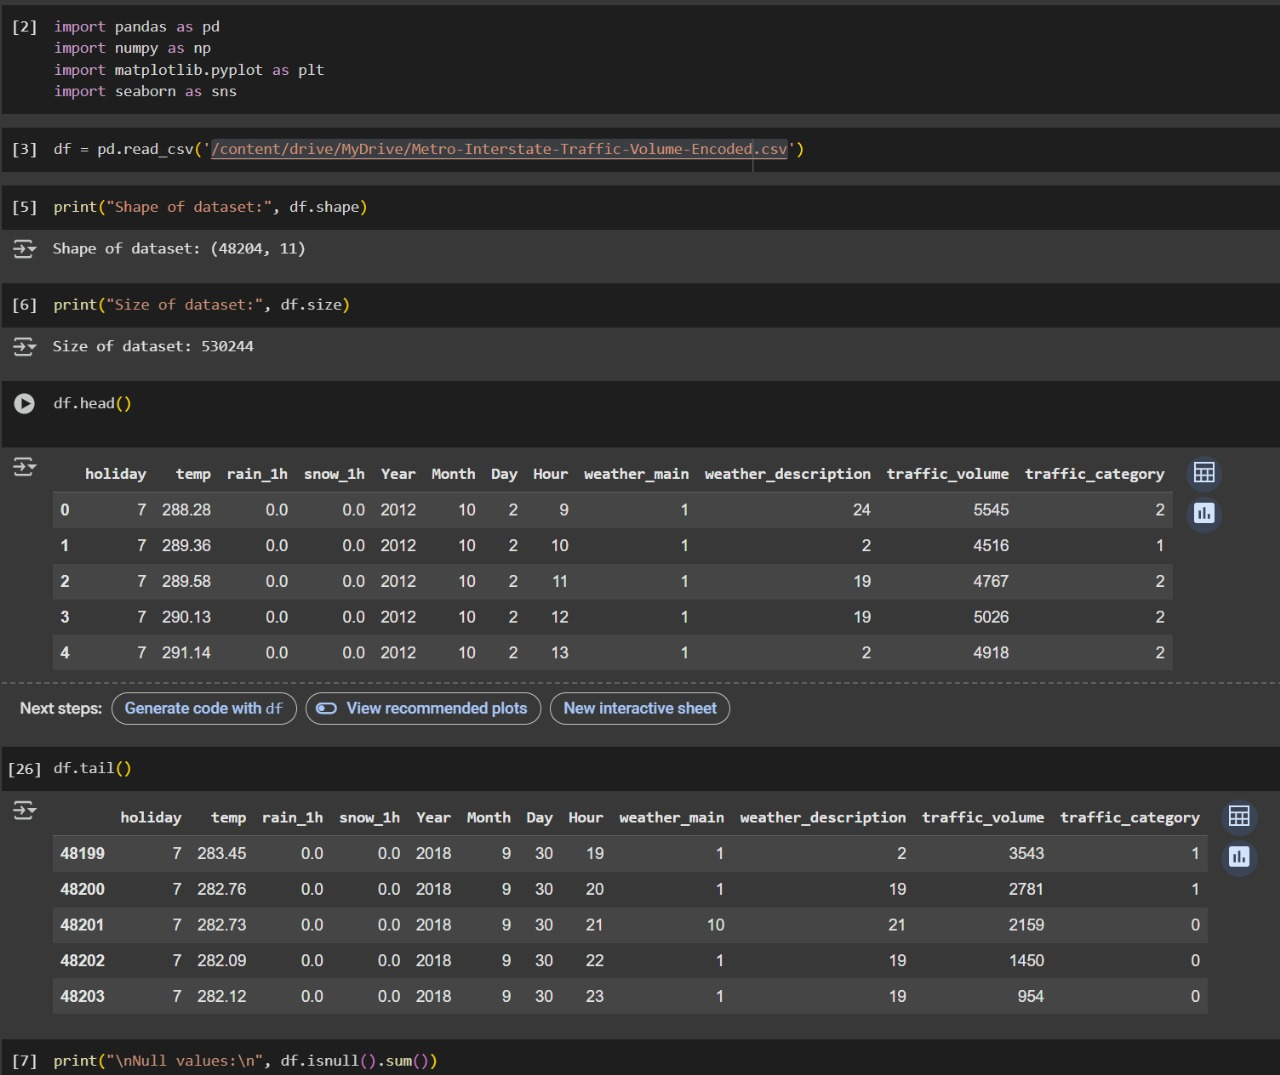 [2] import pandas as pd
import numpy as np
import matplotlib.pyplot as plt
import seaborn as sns
[3] df = pd.read_csv('/content/drive/MyDrive/Metro-Interstate-Traffic-Volume-Encoded.csv')
[5] print("Shape of dataset:", df.shape)
Shape of dataset: (48204, 11)
[6] print("Size of dataset:", df.size)
Size of dataset: 530244
df.head()
holiday temp rain_1h snow_1h Year Month Day Hour weather_main weather_description traffic_volume traffic_category
0 7 288.28 0.0 0.0 2012 10 2 9 1 24 5545 2
1 7 289.36 0.0 0.0 2012 10 2 10 1 2 4516 1
2 7 289.58 0.0 0.0 2012 10 2 11 1 19 4767 2
3 7 290.13 0.0 0.0 2012 10 2 12 1 19 5026 2
4 7 291.14 0.0 0.0 2012 10 2 13 1 2 4918 2
Next steps: Generate code with df View recommended plots New interactive sheet
[26] df.tail()
holiday temp rain_1h snow_1h Year Month Day Hour weather_main weather_description traffic_volume traffic_category
48199 7 283.45 0.0 0.0 2018 9 30 19 1 2 3543 1
48200 7 282.76 0.0 0.0 2018 9 30 20 1 19 2781 1
48201 7 282.73 0.0 0.0 2018 9 30 21 10 21 2159 0
48202 7 282.09 0.0 0.0 2018 9 30 22 1 19 1450 0
48203 7 282.12 0.0 0.0 2018 9 30 23 1 19 954 0
[7] print("\nNull values:\n", df.isnull().sum())